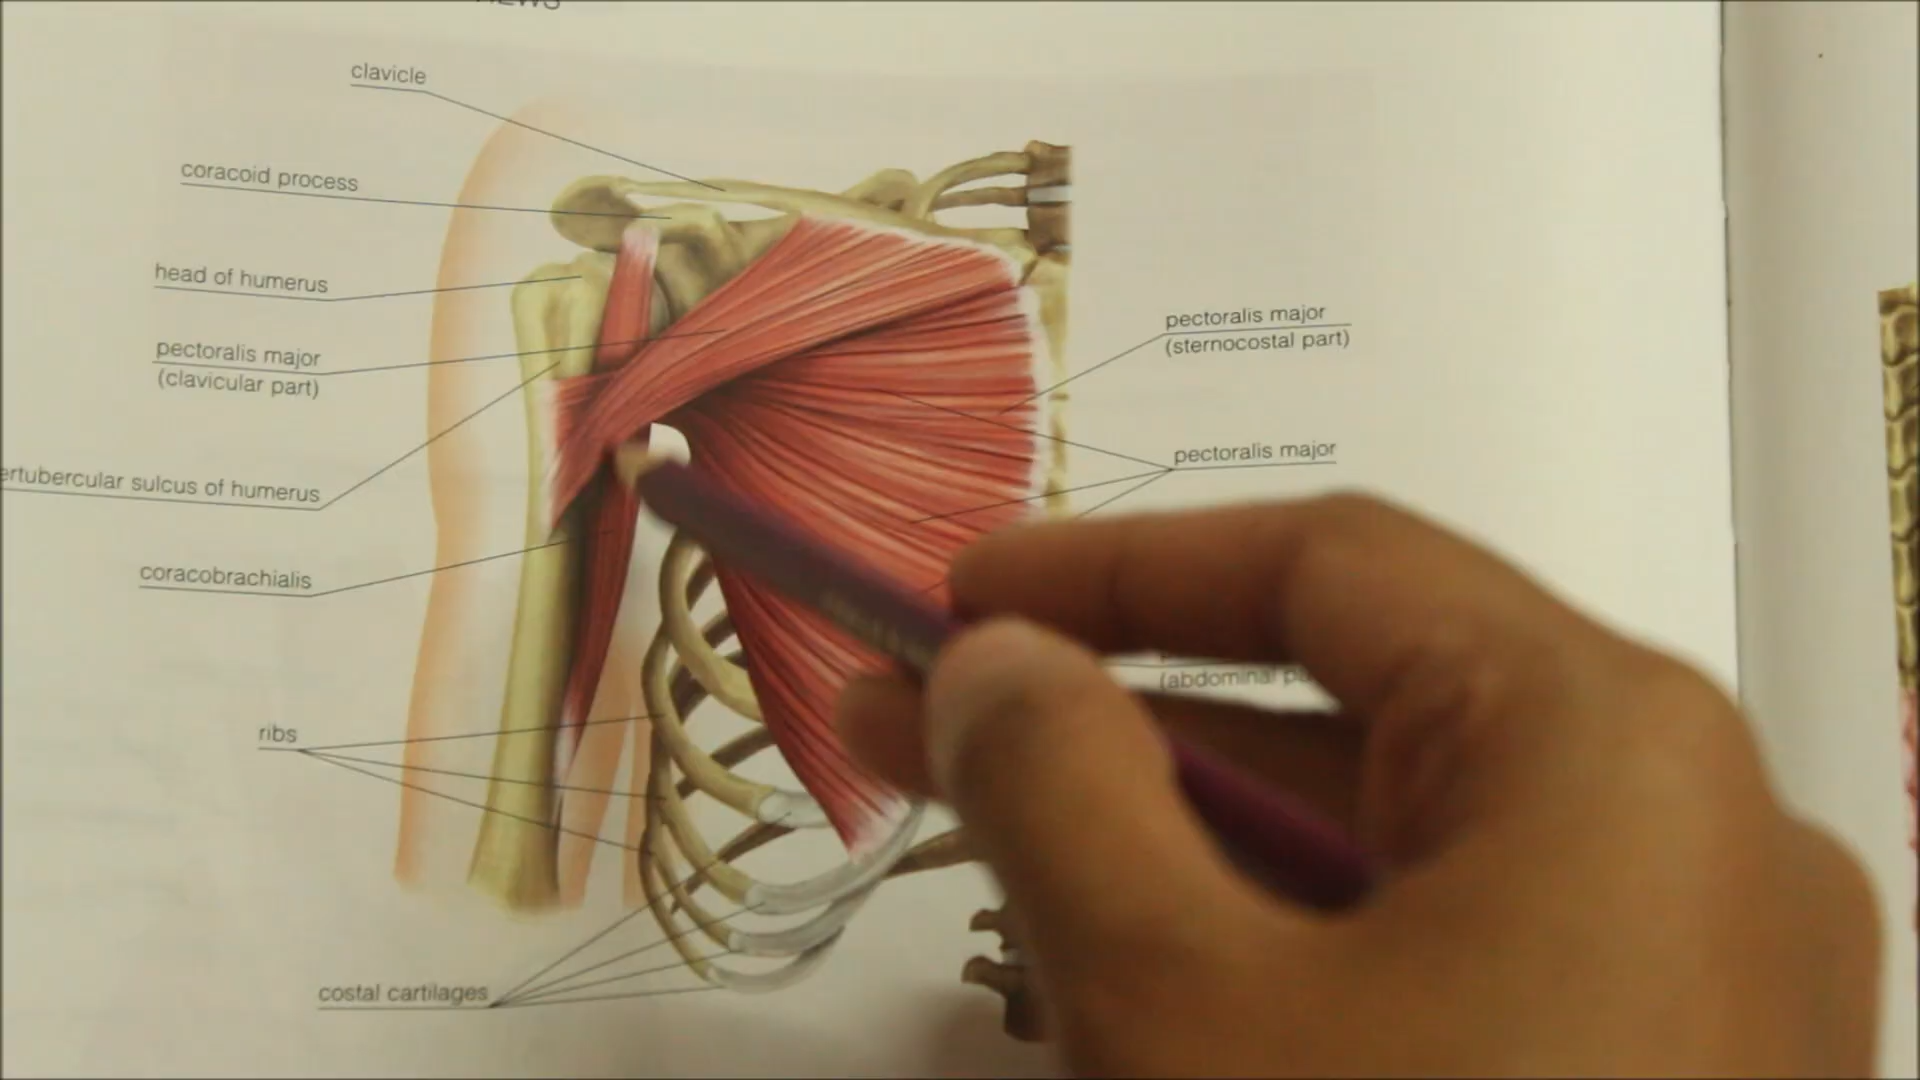 clavicle
coracoid process
head of humerus
pectoralis major
(clavicular part)
ertubercular sulcus of humerus
coracobrachialis
ribs
costal cartilages
pectoralis major
(sternocostal part)
pectoralis major
(abdominal